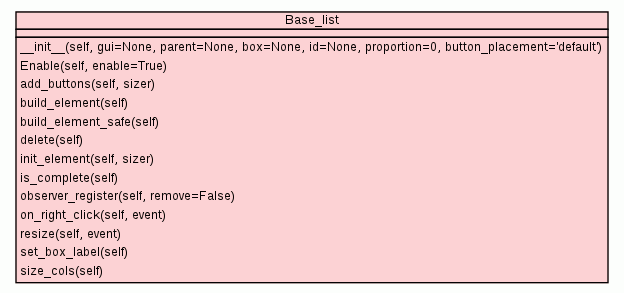 Base_list
__init__(self, gui=None, parent=None, box=None, id=None, proportion=0, button_placement='default')
Enable(self, enable=True)
add_buttons(self, sizer)
build_element(self)
build_element_safe(self)
delete(self)
init_element(self, sizer)
is_complete(self)
observer_register(self, remove=False)
on_right_click(self, event)
resize(self, event)
set_box_label(self)
size_cols(self)